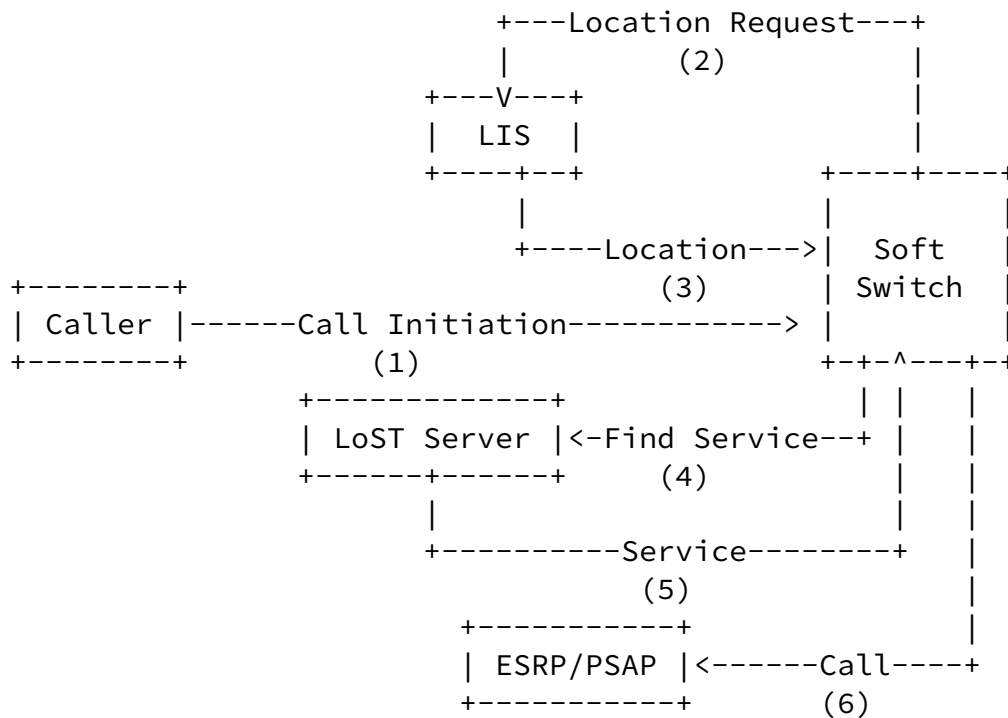 Location Request
(2)
LIS
Location
(3)
Soft
Switch
Caller
Call Initiation
(1)
LoST Server
Find Service
(4)
Service
(5)
ESRP/PSAP
Call
(6)